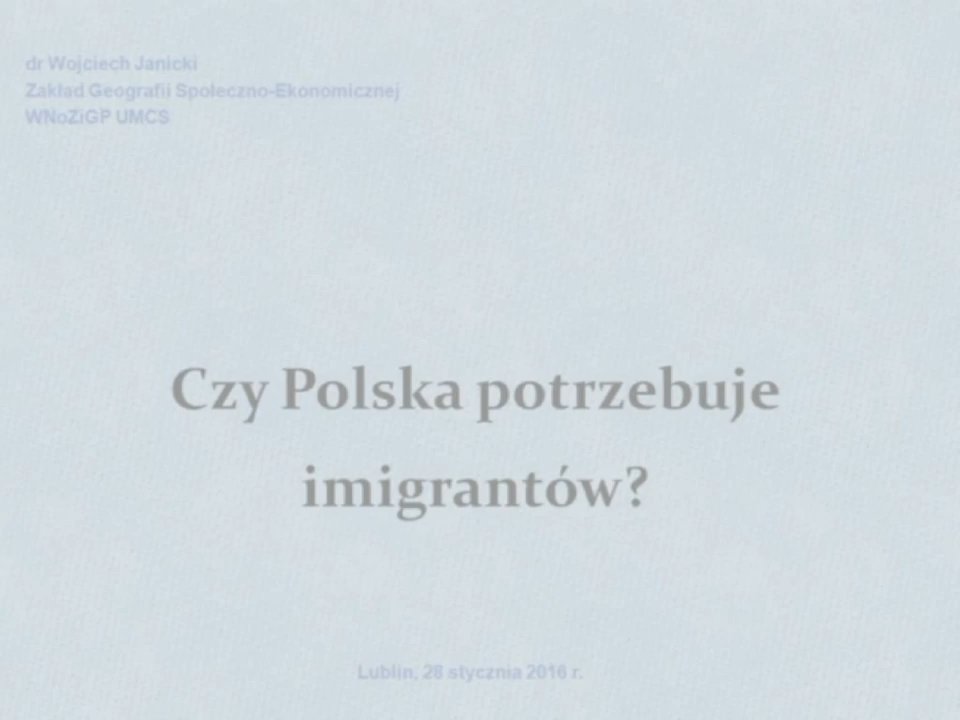 dr Wojciech Janicki
Zakład Geografii Społeczno-Ekonomicznej
WNoZiGP UMCS
Czy Polska potrzebuje
imigrantów?
Lublin, 28 stycznia 2016 r.